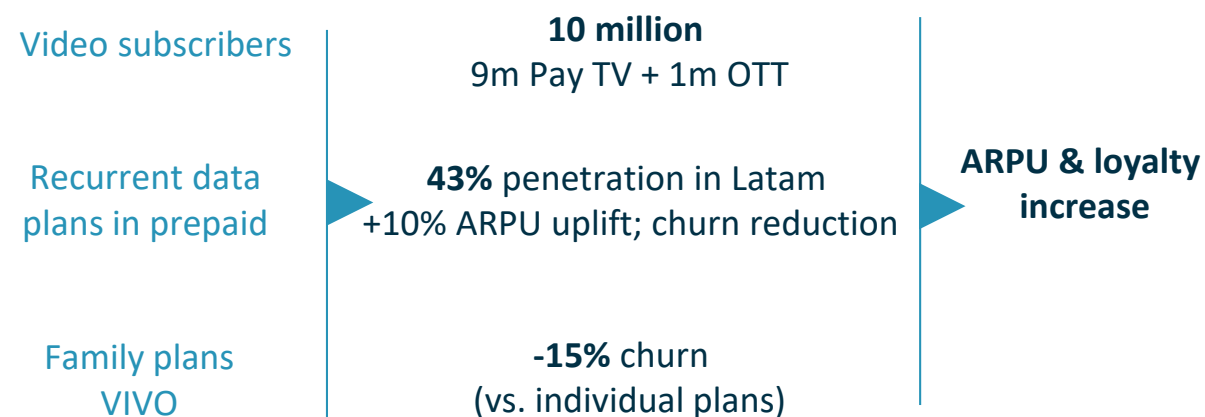 Video subscribers
10 million
9m Pay TV + 1m OTT
Recurrent data
plans in prepaid
43% penetration in Latam
+10% ARPU uplift; churn reduction
ARPU & loyalty
increase
Family plans
VIVO
-15% churn
(vs. individual plans)